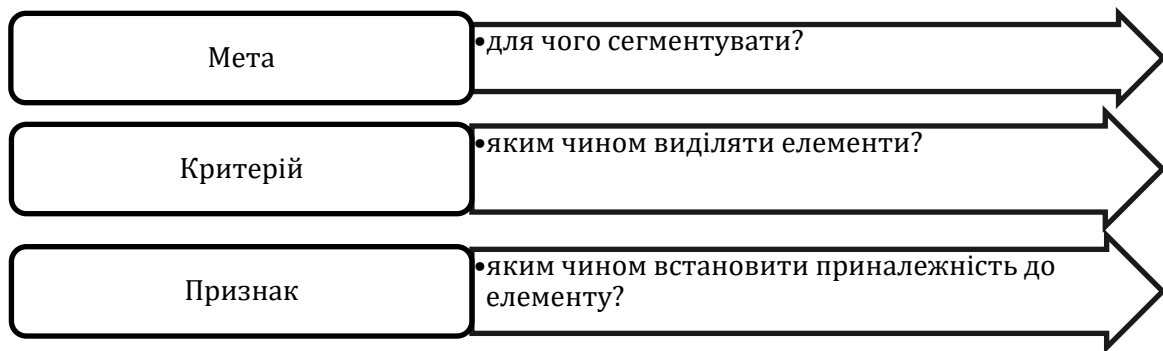 Мета
•для чого сегментувати?
Критерій
•яким чином виділяти елементи?
Признак
•яким чином встановити приналежність до
елементу?